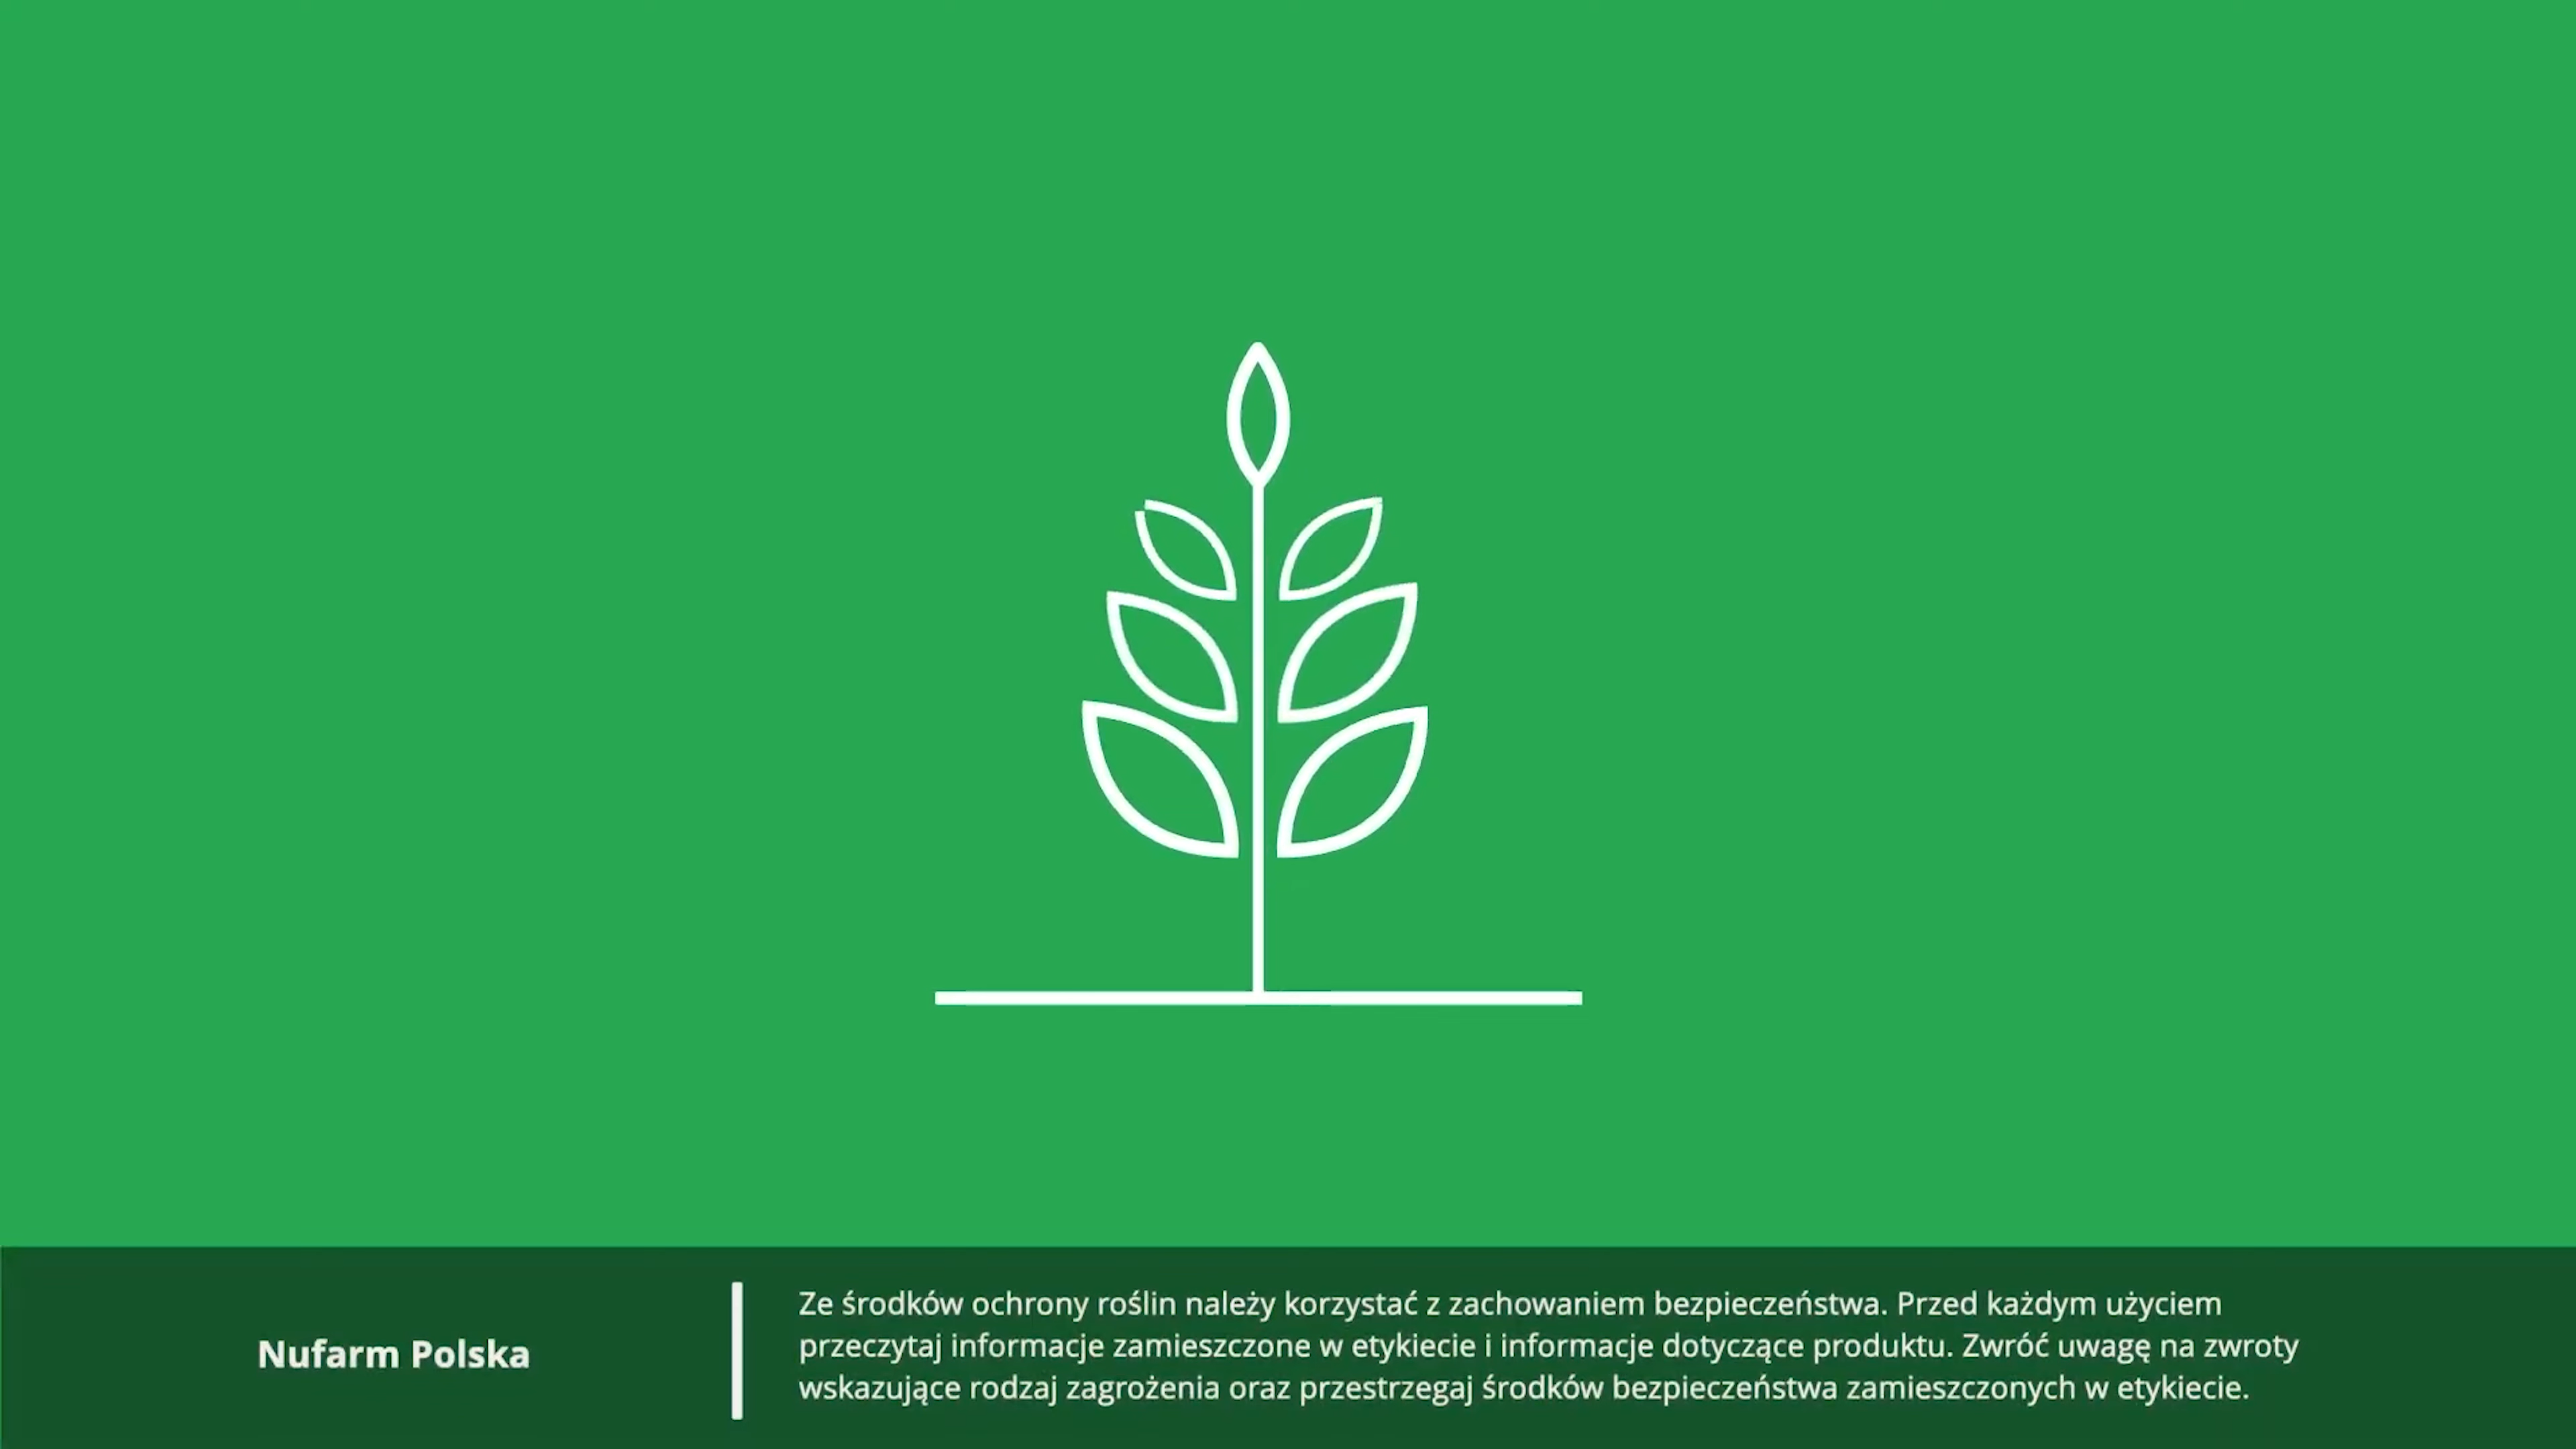 Nufarm Polska
Ze środków ochrony roślin należy korzystać z zachowaniem bezpieczeństwa. Przed każdym użyciem
przeczytaj informacje zamieszczone w etykiecie i informacje dotyczące produktu. Zwróć uwagę na zwroty
wskazujące rodzaj zagrożenia oraz przestrzegaj środków bezpieczeństwa zamieszczonych w etykiecie.